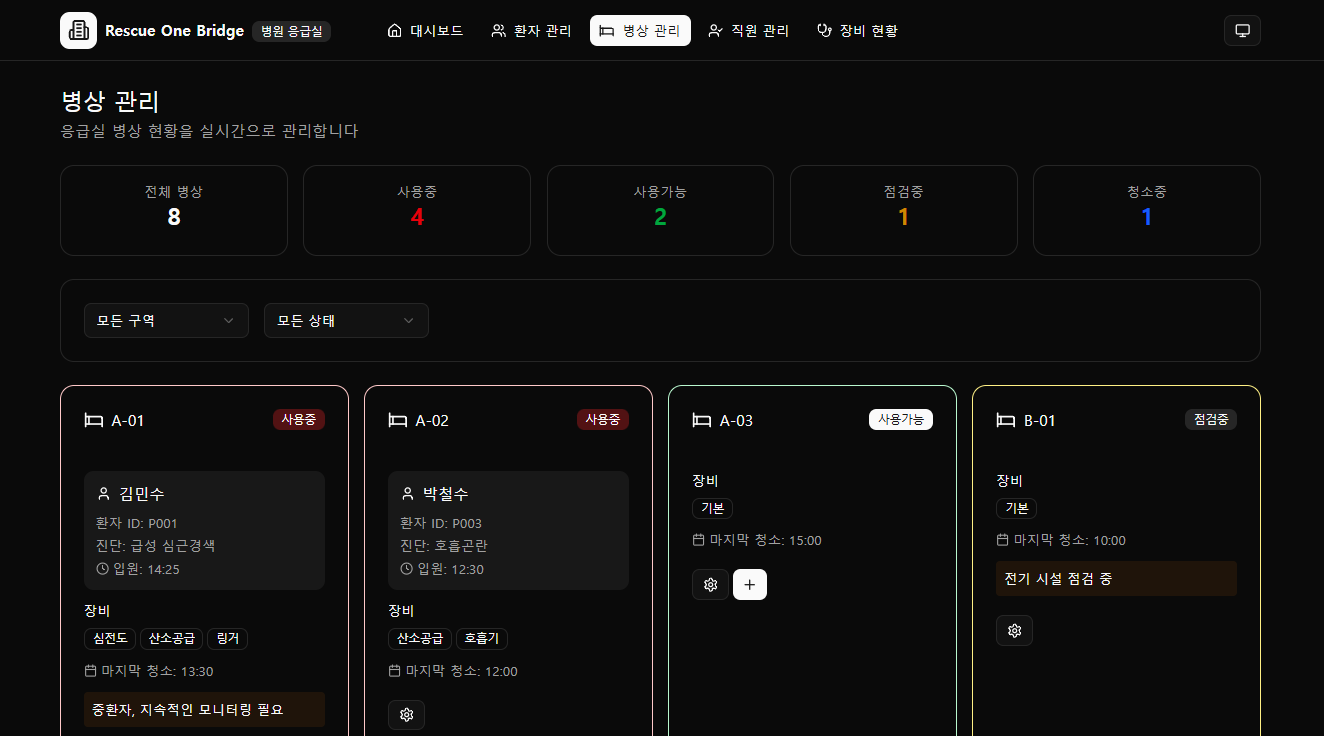 Rescue One Bridge 병원 응급실 대시보드 환자 관리 병상 관리 직원 관리 장비 현황
병상 관리
응급실 병상 현황을 실시간으로 관리합니다
전체 병상 사용중 사용가능 점검중 청소중
8 4 2 1 1
모든 구역 모든 상태
A-01 사용중
김민수
환자 ID: P001
진단: 급성 심근경색
입원: 14:25
장비
심전도 산소공급 링거
마지막 청소: 13:30
중환자, 지속적인 모니터링 필요
A-02 사용중
박철수
환자 ID: P003
진단: 호흡곤란
입원: 12:30
장비
산소공급 호흡기
마지막 청소: 12:00
A-03 사용가능
장비
기본
마지막 청소: 15:00
B-01 점검중
장비
기본
마지막 청소: 10:00
전기 시설 점검 중